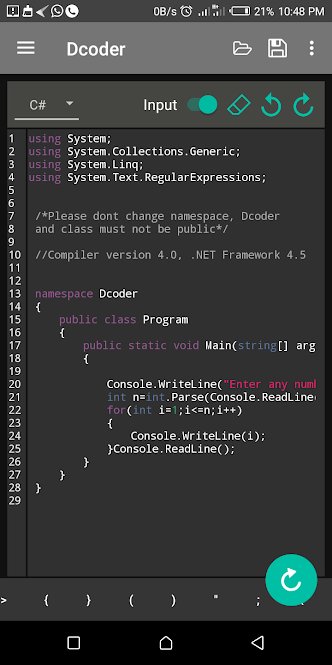 0B/s 21% 10:48 PM
Dcoder
C# Input
1 using System;
2 using System.Collections.Generic;
3 using System.Linq;
4 using System.Text.RegularExpressions;
5
6
7 /*Please dont change namespace, Dcoder
8 and class must not be public*/
9
10 //Compiler version 4.0, .NET Framework 4.5
11
12
13 namespace Dcoder
14 {
15 public class Program
16 {
17 public static void Main(string[] arg
18 {
19
20 Console.WriteLine("Enter any num
21 int n=int.Parse(Console.ReadLine
22 for(int i=1;i<=n;i++)
23 {
24 Console.WriteLine(i);
25 }Console.ReadLine();
26 }
27 }
28 }
29
> { } ( ) " ;